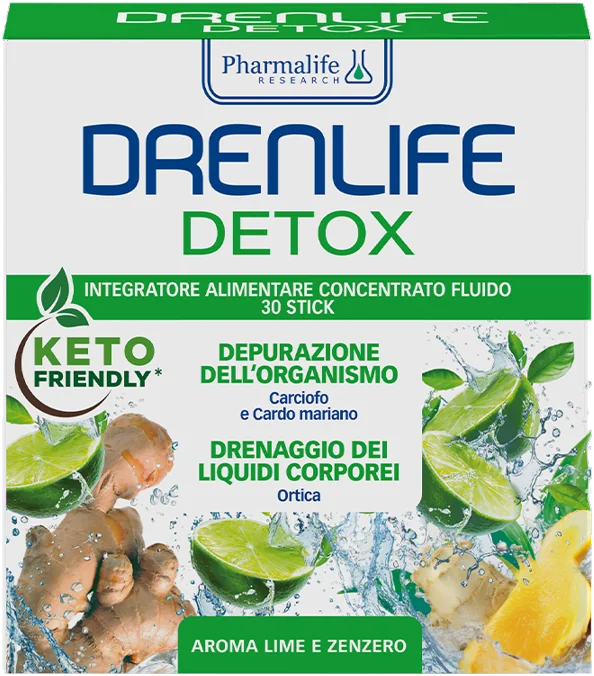 DRENLIFE
DETOX
Pharmalife
RESEARCH
DRENLIFE
DETOX
INTEGRATORE ALIMENTARE CONCENTRATO FLUIDO
30 STICK
KETO
FRIENDLY*
DEPURAZIONE
DELL'ORGANISMO
Carciofo
e Cardo mariano
DRENAGGIO DEI
LIQUIDI CORPOREI
Ortica
AROMA LIME E ZENZERO